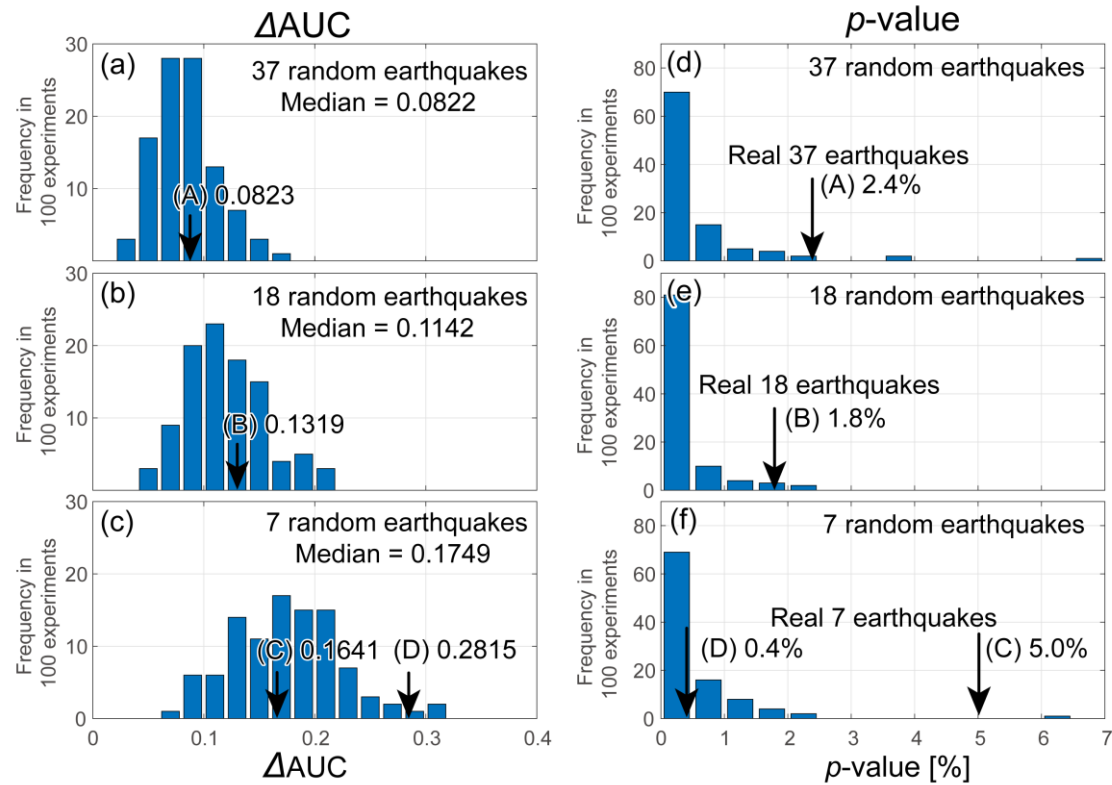 ΔAUC
(a)
37 random earthquakes
Median = 0.0822
(A) 0.0823
Frequency in
100 experiments
30
20
10
(b)
18 random earthquakes
Median = 0.1142
(B) 0.1319
Frequency in
100 experiments
30
20
10
(c)
7 random earthquakes
Median = 0.1749
(C) 0.1641
(D) 0.2815
Frequency in
100 experiments
30
20
10
0
0 0.1 0.2 0.3 0.4
ΔAUC
p-value
(d)
37 random earthquakes
Real 37 earthquakes
(A) 2.4%
Frequency in
100 experiments
80
60
40
20
0
(e)
18 random earthquakes
Real 18 earthquakes
(B) 1.8%
Frequency in
100 experiments
80
60
40
20
0
(f)
7 random earthquakes
Real 7 earthquakes
(D) 0.4%
(C) 5.0%
Frequency in
100 experiments
80
60
40
20
0
0 1 2 3 4 5 6 7
p-value [%]